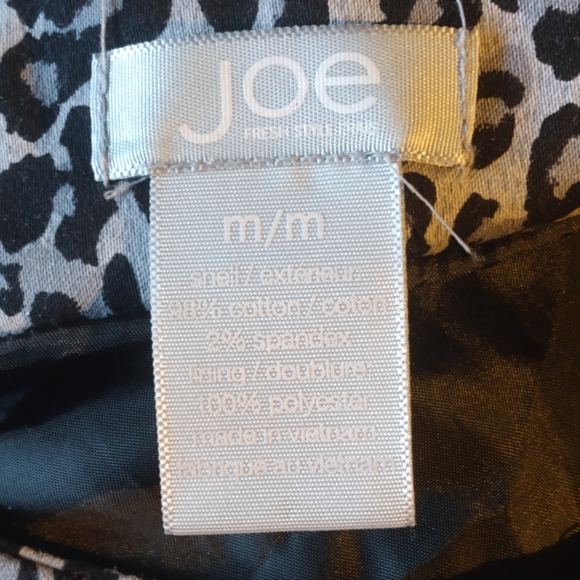 joe
FRESH STYLE
m/m
shell / exterieur:
98% cotton / coton
2% spandex
lining / doublure:
100% polyester
made in vietnam
fabriqué au vietnam